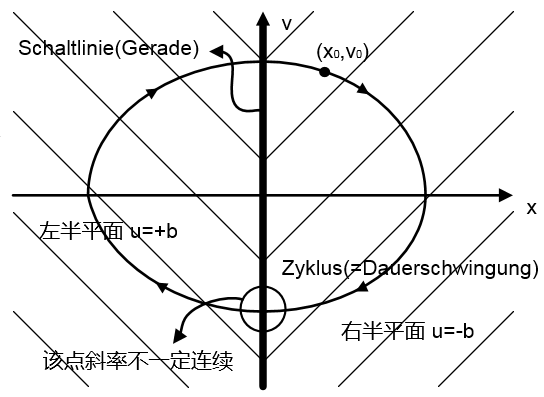 v
Schaltlinie(Gerade)
(x₀,v₀)
x
左半平面 u=+b
Zyklus(=Dauerschwingung)
右半平面 u=-b
该点斜率不一定连续